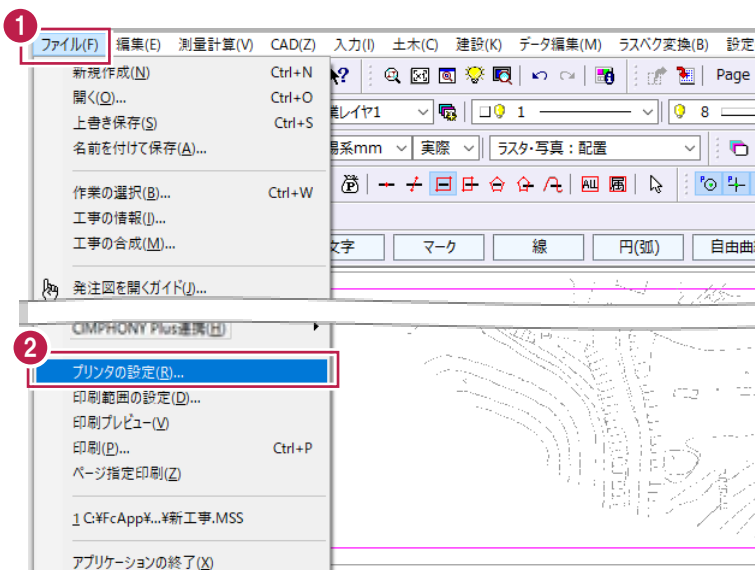 1
ファイル(F) 編集(E) 測量計算(V) CAD(Z) 入力(I) 土木(C) 建設(K) データ編集(M) ラスベク変換(B) 設定
新規作成(N) Ctrl+N
Page
開く(O)... Ctrl+O
業レイヤ1 1 8
上書き保存(S) Ctrl+S
名前を付けて保存(A)...
場系mm 実際 ラスタ・写真：配置
作業の選択(B)... Ctrl+W
ALL
工事の情報(I)...
工事の合成(M)...
文字 マーク 線 円(弧) 自由曲
発注図を開くガイド(J)...
CIMPHONY Plus連携(H)
2
プリンタの設定(R)...
印刷範囲の設定(D)...
印刷プレビュー(V)
印刷(P)... Ctrl+P
ページ指定印刷(Z)
1 C:¥FcApp¥...¥新工事.MSS
アプリケーションの終了(X)